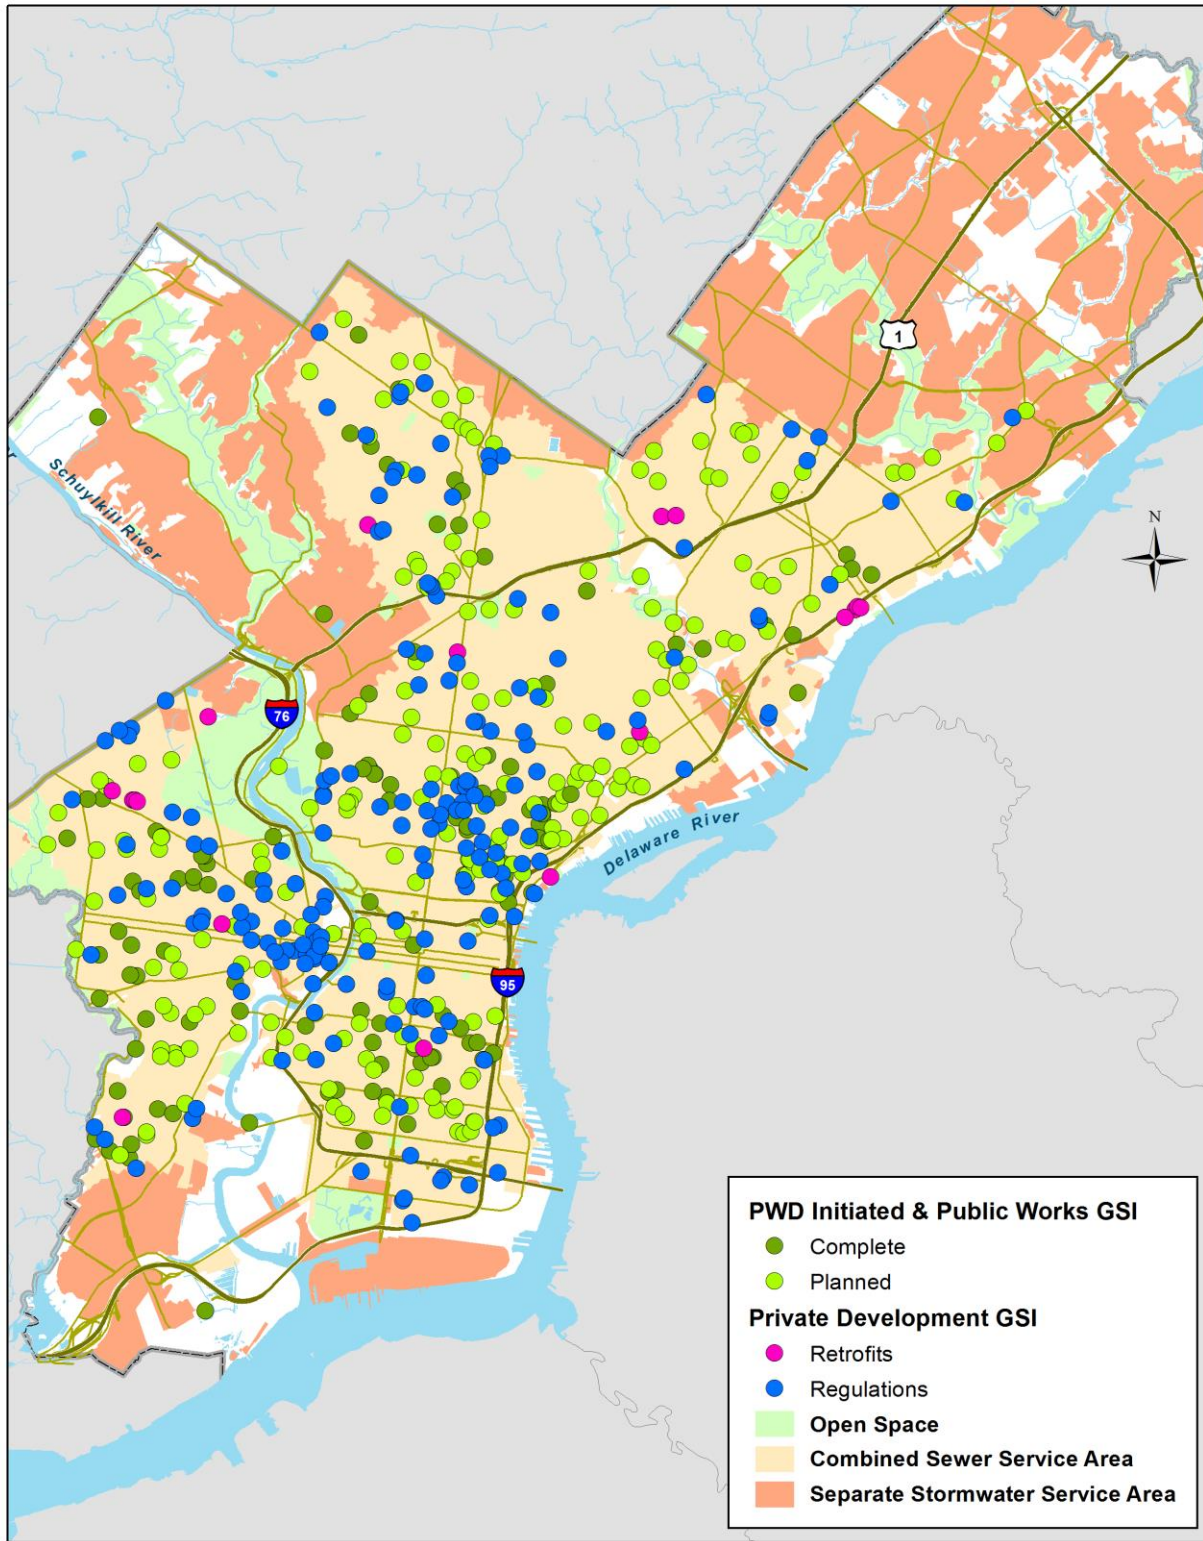 1
N
Schuylkill River
76
Delaware River
95
PWD Initiated & Public Works GSI
Complete
Planned
Private Development GSI
Retrofits
Regulations
Open Space
Combined Sewer Service Area
Separate Stormwater Service Area